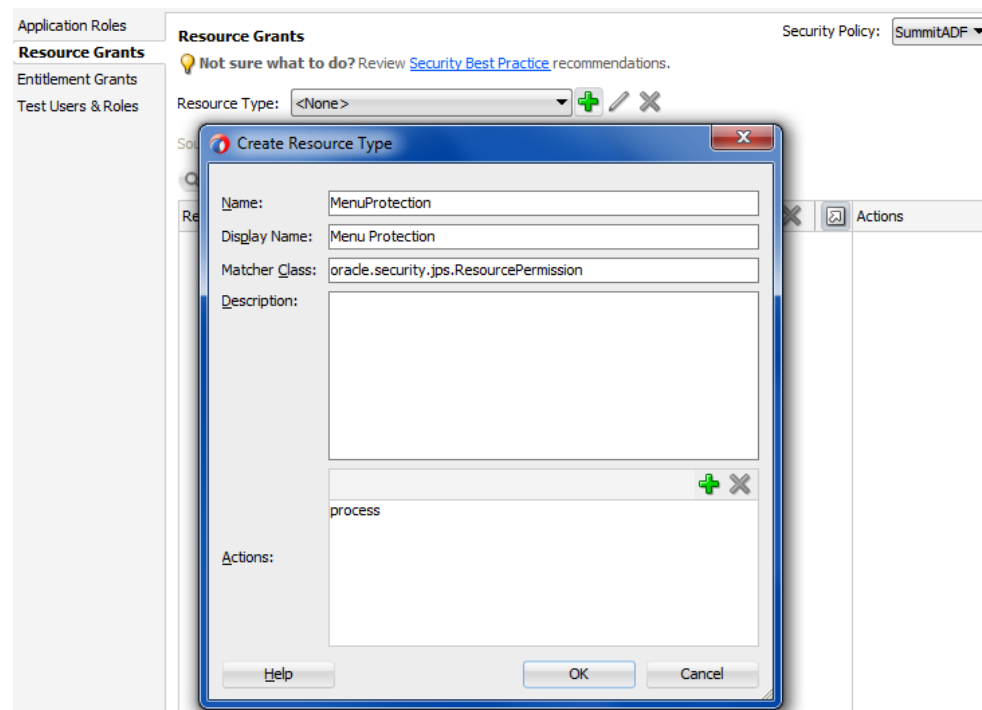 Application Roles
Resource Grants
Entitlement Grants
Test Users & Roles
Resource Grants
Security Policy: SummitADF
Not sure what to do? Review Security Best Practice recommendations.
Resource Type: <None>
Create Resource Type
Name: MenuProtection
Display Name: Menu Protection
Matcher Class: oracle.security.jps.ResourcePermission
Description:
Actions:
process
Help
OK
Cancel
Actions